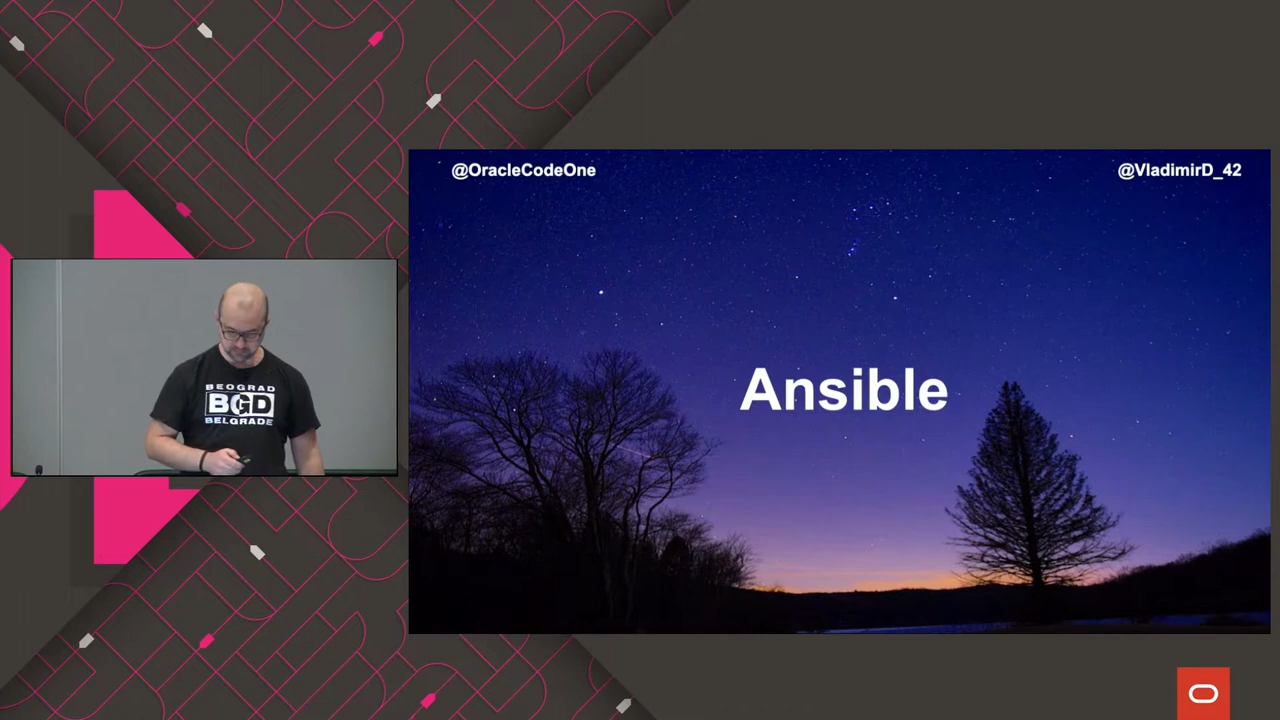 @OracleCodeOne
@VladimirD_42
Ansible
BEOGRAD
BGD
BELGRADE